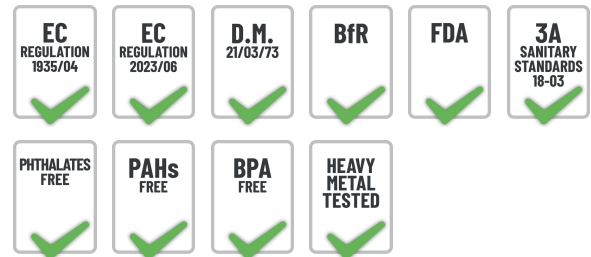 EC
REGULATION
1935/04
EC
REGULATION
2023/06
D.M.
21/03/73
BfR
FDA
3A
SANITARY
STANDARDS
18-03
PHTHALATES
FREE
PAHs
FREE
BPA
FREE
HEAVY
METAL
TESTED